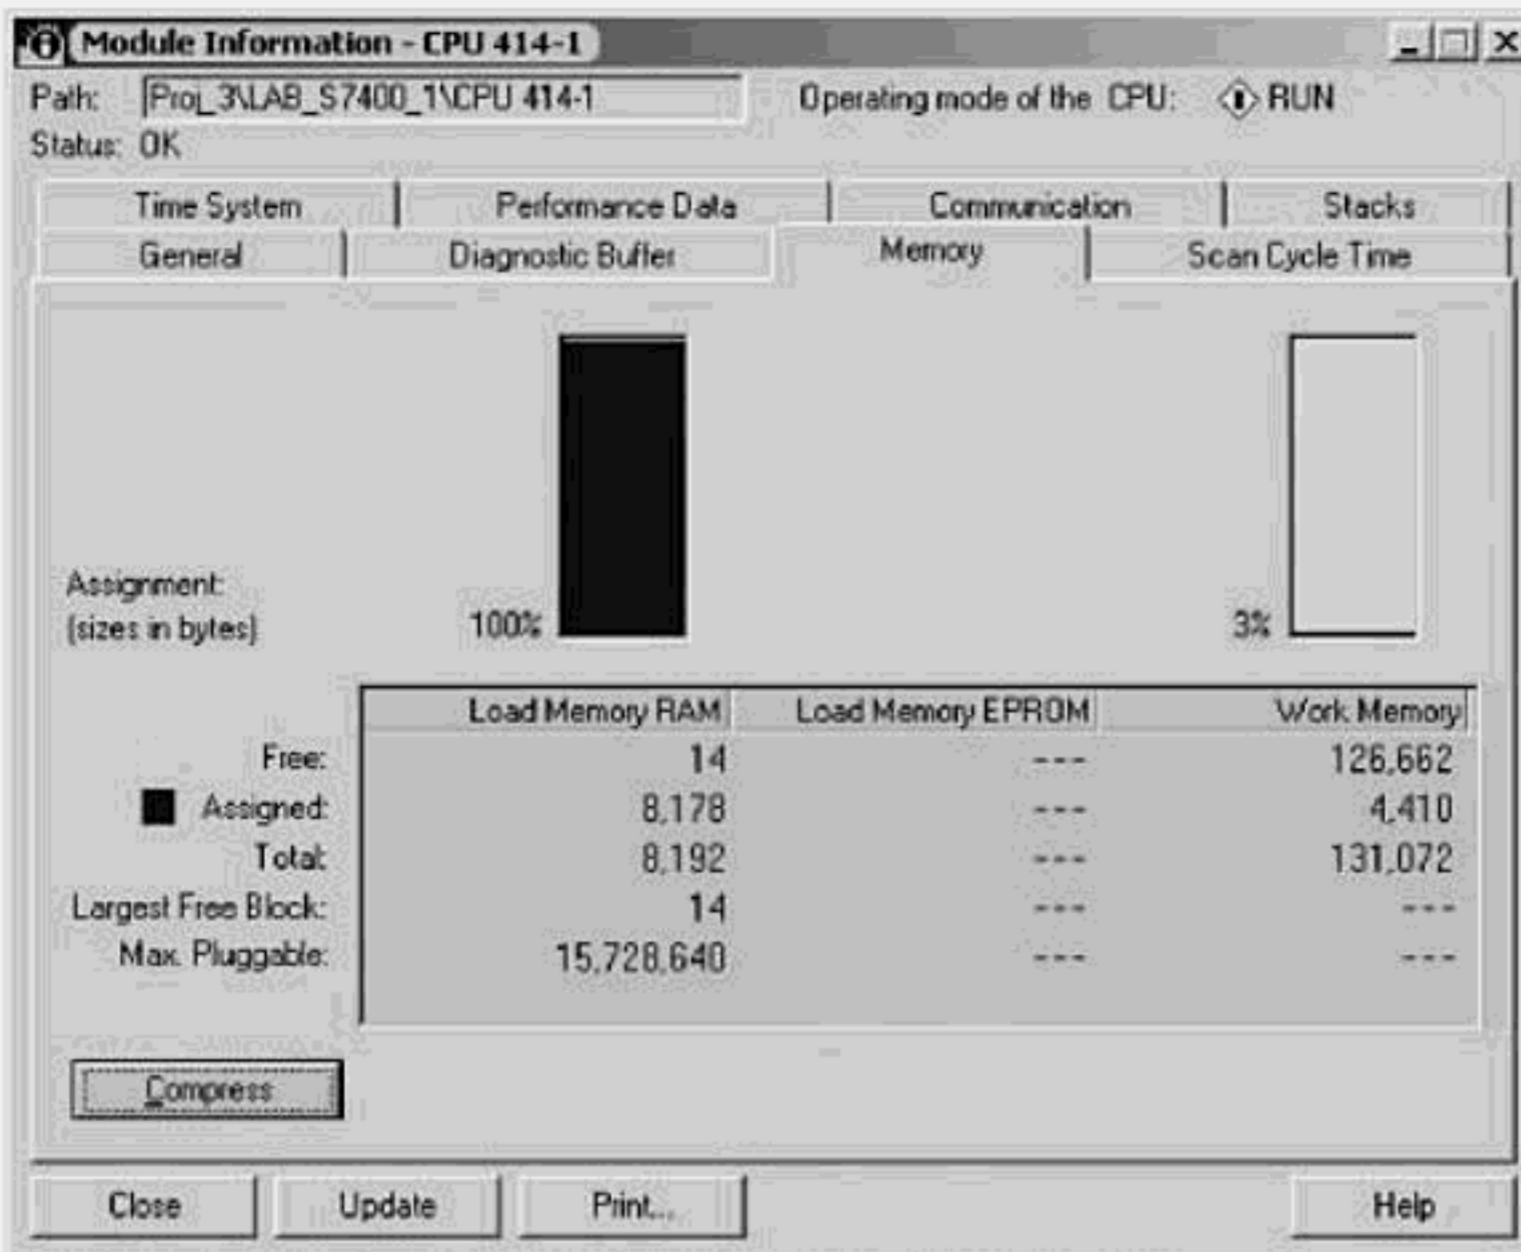 Module Information - CPU 414-1
Path: Proj_3\LAB_S7400_1\CPU 414-1 Operating mode of the CPU: RUN
Status: OK
Time System Performance Data Communication Stacks
General Diagnostic Buffer Memory Scan Cycle Time
Assignment:
(sizes in bytes) 100% 3%
Load Memory RAM Load Memory EPROM Work Memory
Free: 14 --- 126,662
Assigned: 8,178 --- 4,410
Total: 8,192 --- 131,072
Largest Free Block: 14 --- ---
Max. Pluggable: 15,728,640 --- ---
Compress
Close Update Print... Help